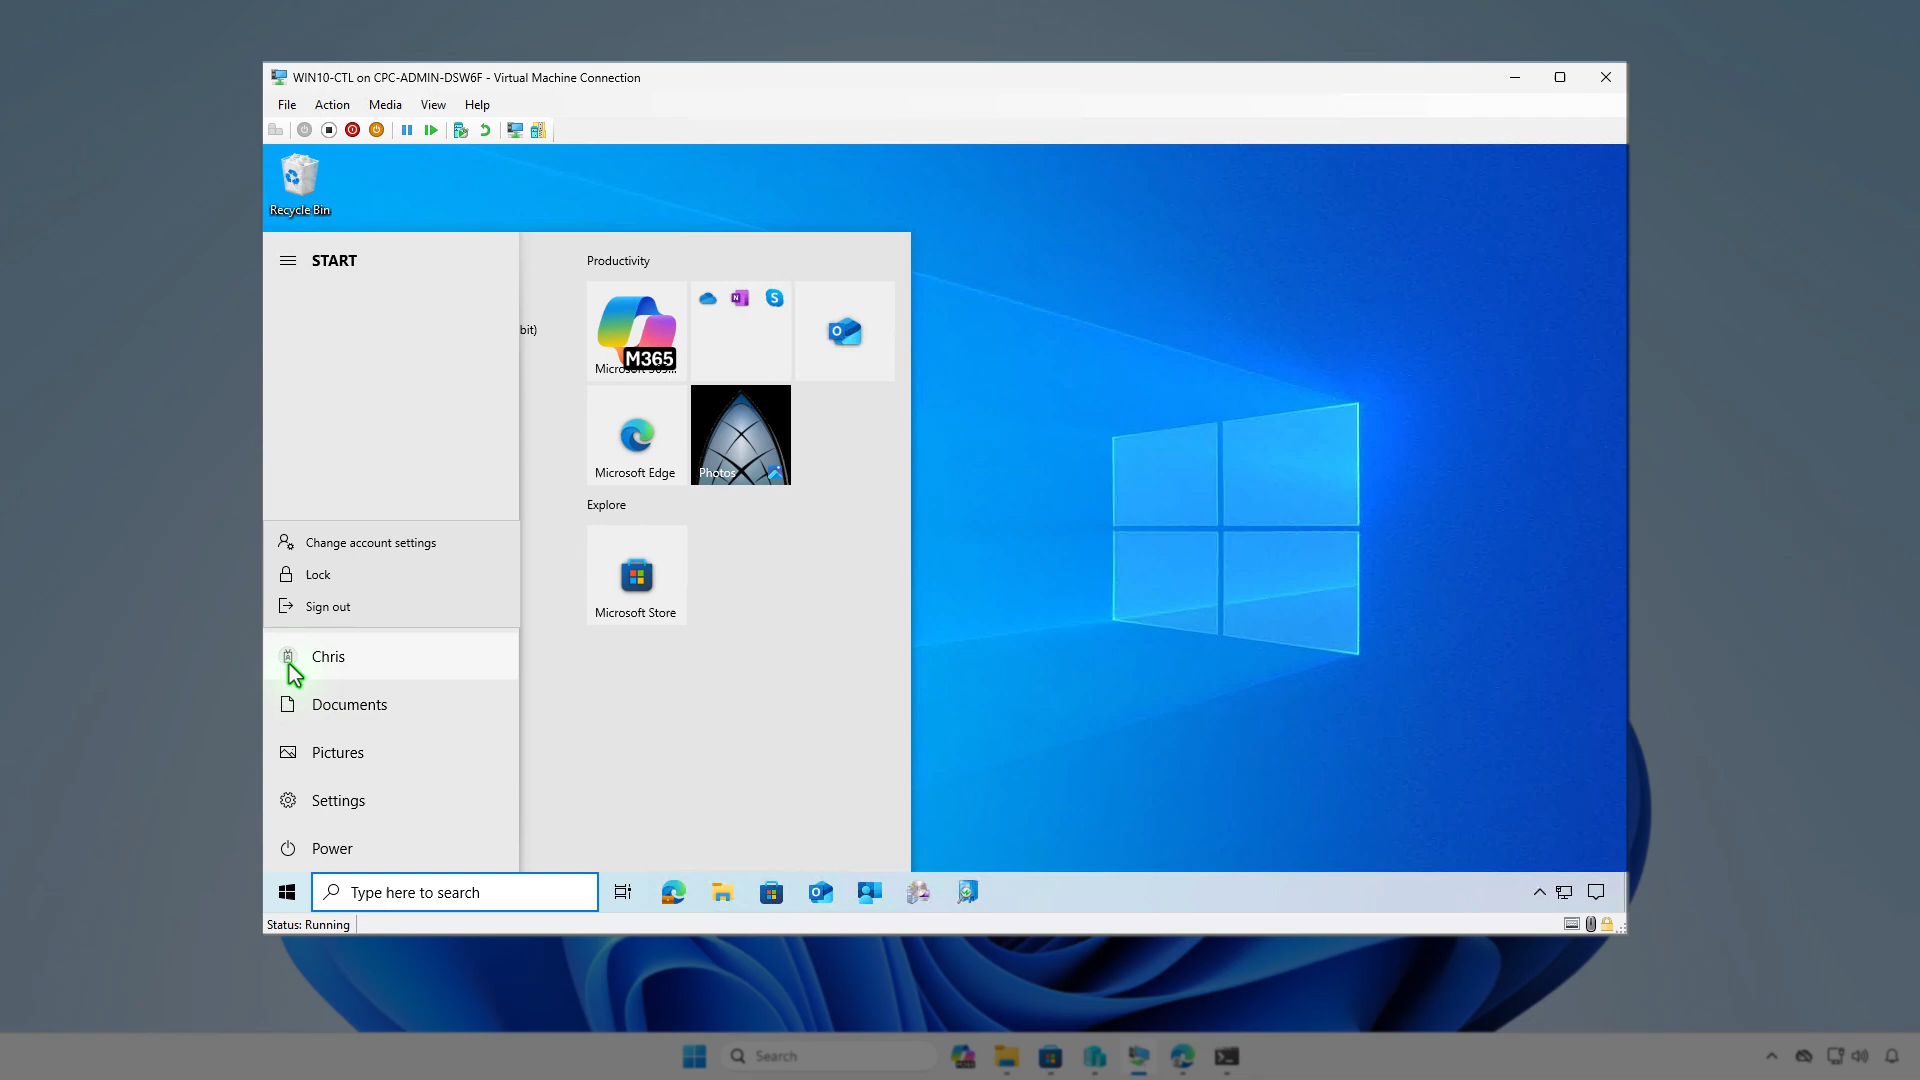 WIN10-CTL on CPC-ADMIN-DSW6F - Virtual Machine Connection
File Action Media View Help
Recycle Bin
START
Productivity
bit)
M365
Microsoft 365...
Microsoft Edge
Photos
Explore
Microsoft Store
Change account settings
Lock
Sign out
Chris
Documents
Pictures
Settings
Power
Type here to search
Status: Running
Search